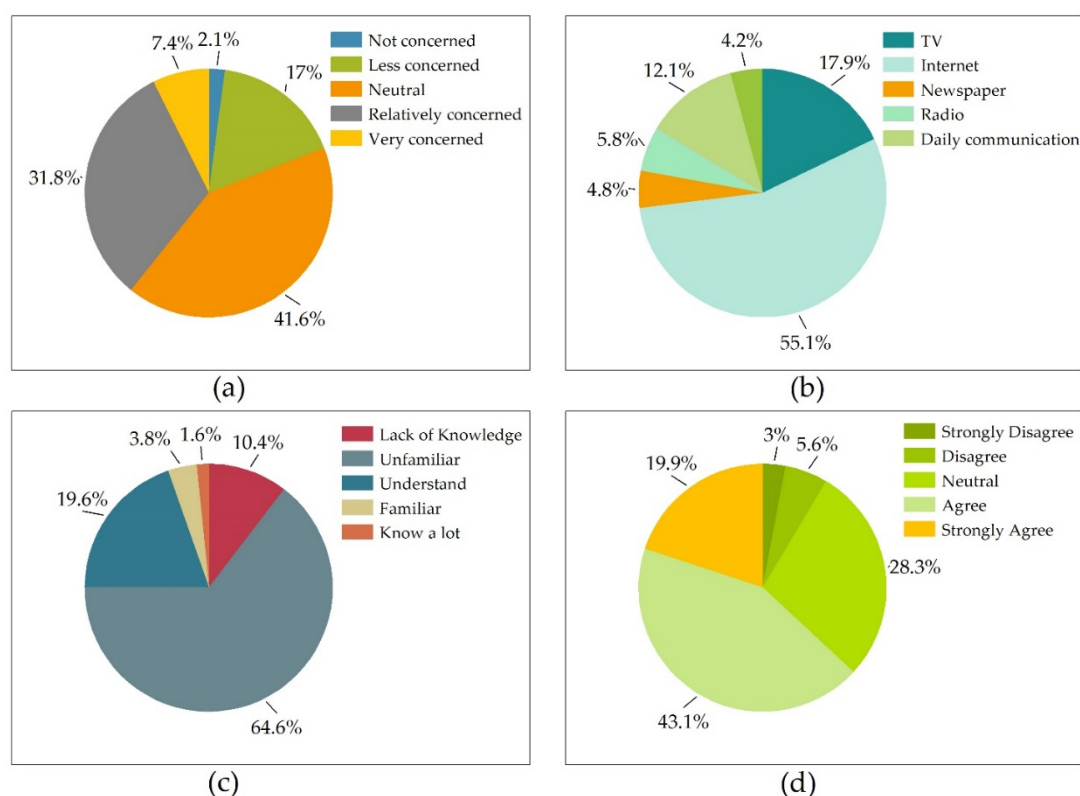 7.4%
2.1%
Not concerned
Less concerned
Neutral
Relatively concerned
Very concerned
17%
31.8%
41.6%
(a)
4.2%
TV
Internet
Newspaper
Radio
Daily communication
17.9%
12.1%
5.8%
4.8%
55.1%
(b)
3.8%
1.6%
10.4%
Lack of Knowledge
Unfamiliar
Understand
Familiar
Know a lot
19.6%
64.6%
(c)
3%
5.6%
Strongly Disagree
Disagree
Neutral
Agree
Strongly Agree
19.9%
28.3%
43.1%
(d)